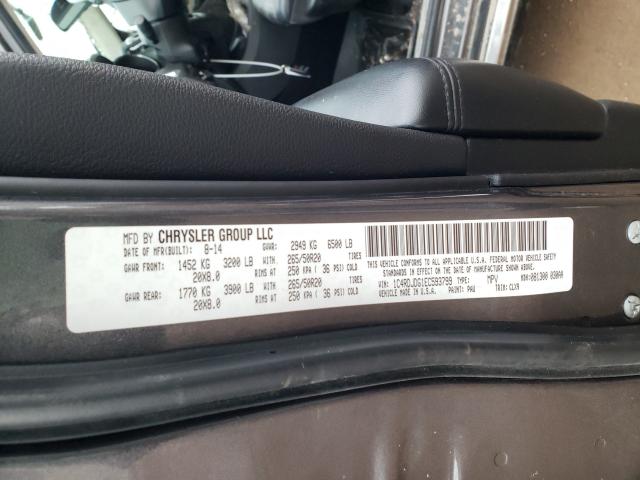 MFD BY CHRYSLER GROUP LLC
DATE OF MFR(BUILT): 8-14 GVWR: 2949 KG 6500 LB
GAWR FRONT: 1452 KG 3200 LB WITH 265/50R20 TIRES
20X8.0 RIMS AT 250 KPA ( 36 PSI) COLD
GAWR REAR: 1770 KG 3900 LB WITH 265/50R20 TIRES
20X8.0 RIMS AT 250 KPA ( 36 PSI) COLD
THIS VEHICLE CONFORMS TO ALL U.S.A. FEDERAL MOTOR VEHICLE SAFETY
STANDARDS IN EFFECT ON THE DATE OF MANUFACTURE SHOWN ABOVE.
VIN: 1C4RDJDG1EC593799 TYPE: MPV MDH: 081300 03800
VEHICLE MADE IN U.S.A. PAINT: PAU TRIM: CLX9